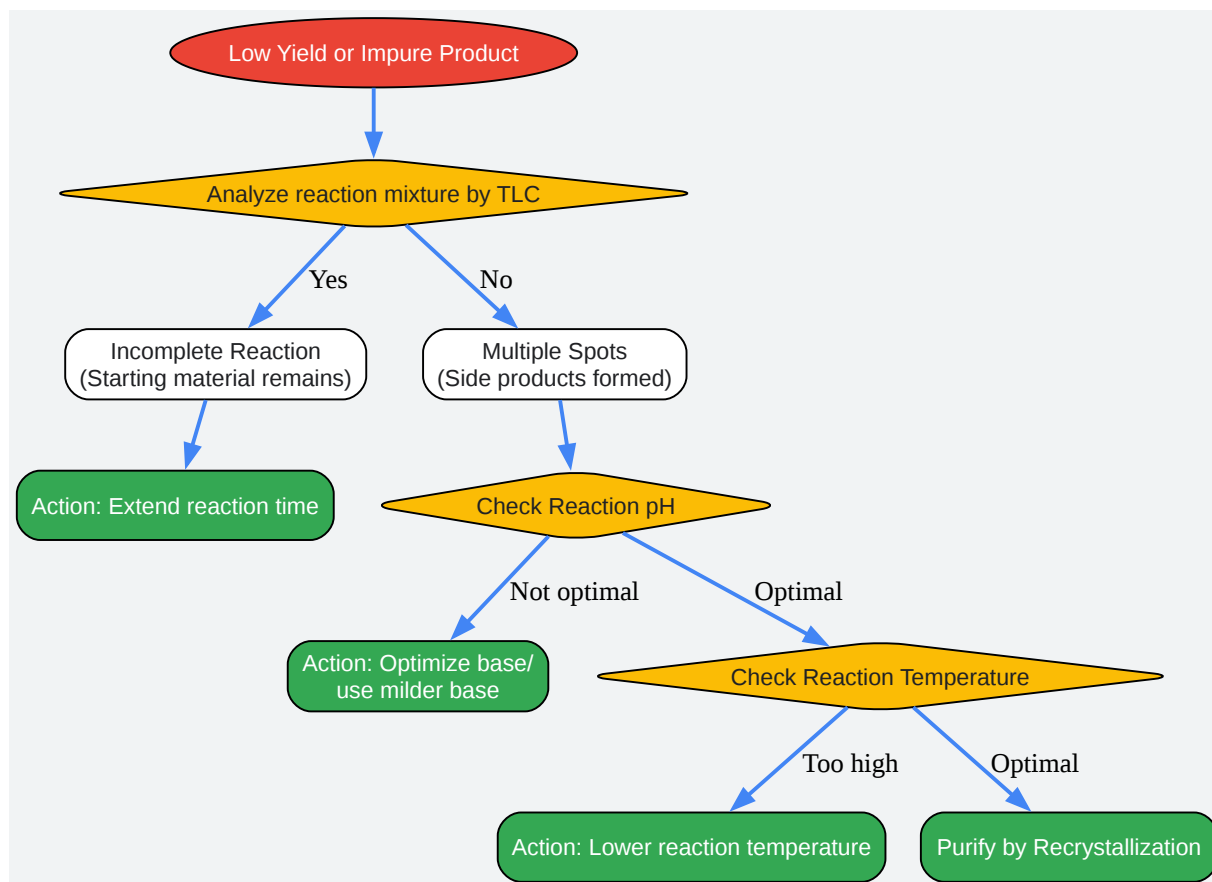 Low Yield or Impure Product
Analyze reaction mixture by TLC
Yes
No
Incomplete Reaction
(Starting material remains)
Multiple Spots
(Side products formed)
Action: Extend reaction time
Check Reaction pH
Not optimal
Optimal
Action: Optimize base/
use milder base
Check Reaction Temperature
Too high
Optimal
Action: Lower reaction temperature
Purify by Recrystallization